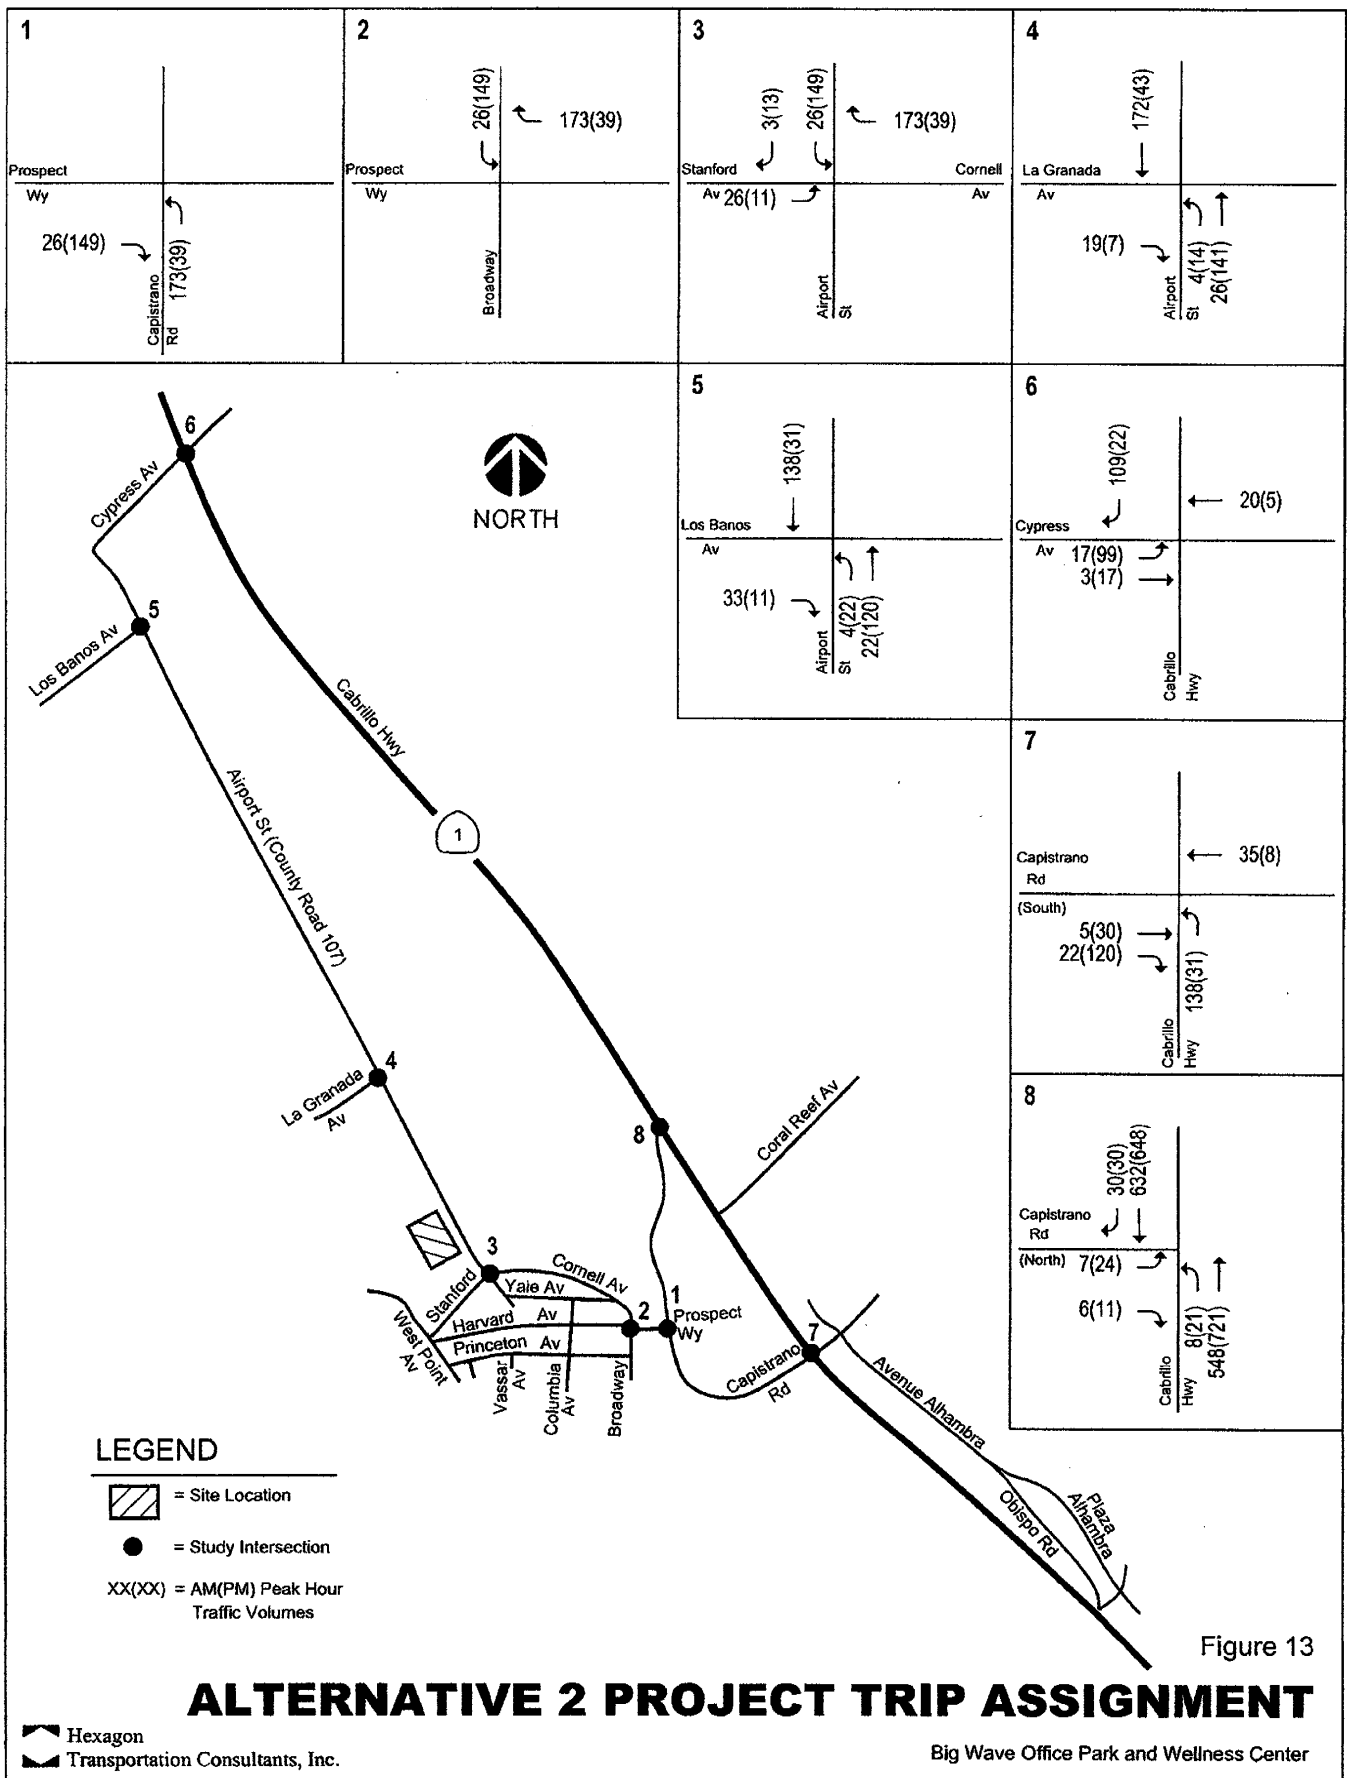 1
Prospect
Wy
26(149)
173(39)
Capistrano
Rd
2
26(149)
173(39)
Prospect
Wy
Broadway
3
3(13)
26(149)
173(39)
Stanford
Av
26(11)
Cornell
Av
Airport
St
4
172(43)
La Granada
Av
19(7)
4(14)
26(141)
Airport
St
5
138(31)
Los Banos
Av
33(11)
4(22)
22(120)
Airport
St
6
109(22)
20(5)
Cypress
Av
17(99)
3(17)
Cabrillo
Hwy
7
35(8)
Capistrano
Rd
(South)
5(30)
22(120)
138(31)
Cabrillo
Hwy
8
30(30)
632(648)
Capistrano
Rd
(North)
7(24)
6(11)
8(21)
548(721)
Cabrillo
Hwy
NORTH
6
Cypress Av
5
Los Banos Av
Cabrillo Hwy
1
Airport St (County Road 107)
4
La Granada
Av
8
Coral Reef Av
3
Stanford
Cornell Av
Yale Av
Harvard Av
Princeton Av
West Point
Av
Vassar
Av
Columbia
Av
Broadway
2
1
Prospect
Wy
7
Capistrano
Rd
Avenue Alhambra
Obispo Rd
Plaza
Alhambra
LEGEND
= Site Location
= Study Intersection
XX(XX) = AM(PM) Peak Hour
Traffic Volumes
Figure 13
ALTERNATIVE 2 PROJECT TRIP ASSIGNMENT
Hexagon
Transportation Consultants, Inc.
Big Wave Office Park and Wellness Center